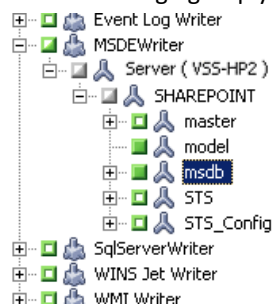 Event Log Writer
MSDEWriter
Server ( VSS-HP2 )
SHAREPOINT
master
model
msdb
STS
STS_Config
SqlServerWriter
WINS Jet Writer
WMI Writer